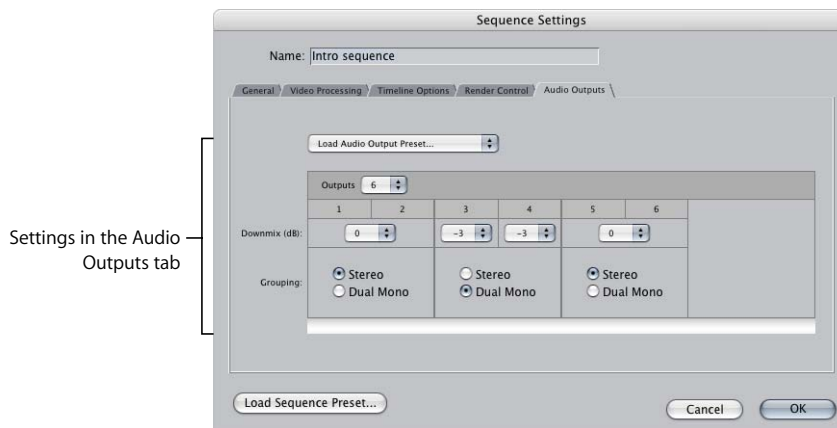 Sequence Settings
Name: Intro sequence
General Video Processing Timeline Options Render Control Audio Outputs
Load Audio Output Preset...
Outputs 6
1 2 3 4 5 6
Downmix (dB): 0 -3 -3 0
Settings in the Audio
Outputs tab
Grouping:
Stereo Stereo Stereo
Dual Mono Dual Mono Dual Mono
Load Sequence Preset...
Cancel OK